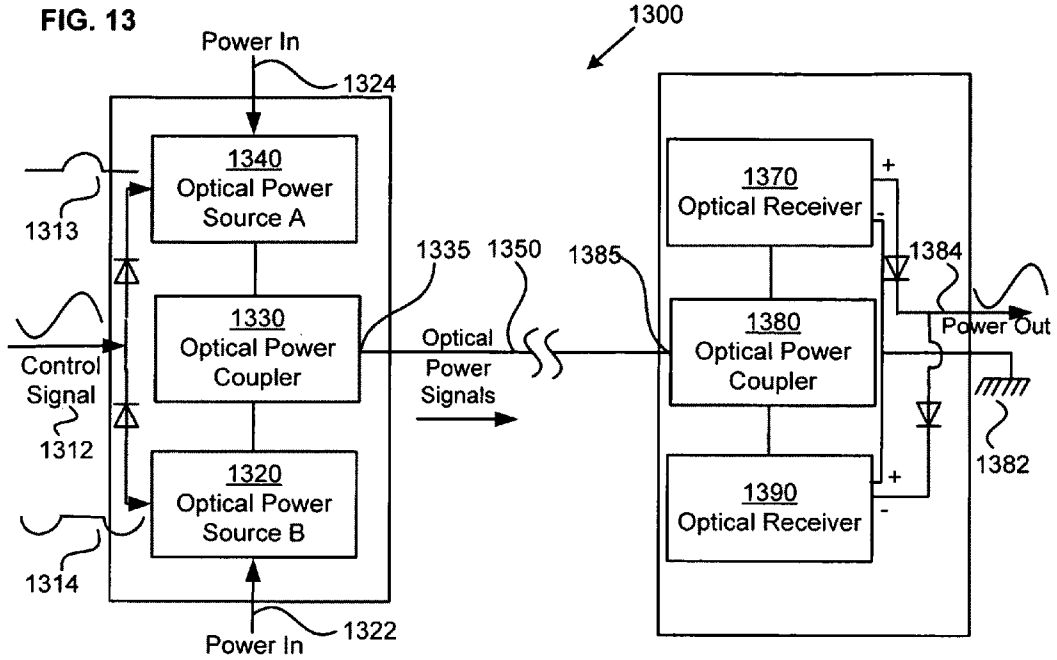 FIG. 13
1300
Power In
1324
1340
Optical Power
Source A
1313
1370
Optical Receiver
+
-
1384
1335
1350
1385
1330
Optical Power
Coupler
Optical
Power
Signals
1380
Optical Power
Coupler
Power Out
Control
Signal
1312
1382
1320
Optical Power
Source B
1390
Optical Receiver
+
-
1314
Power In
1322